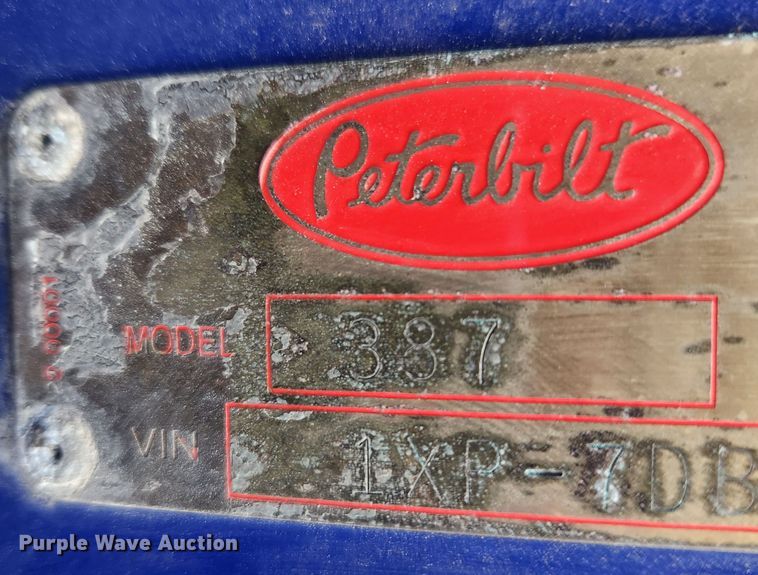 Peterbilt
MODEL 387
VIN 1XP-7DB
Purple Wave Auction